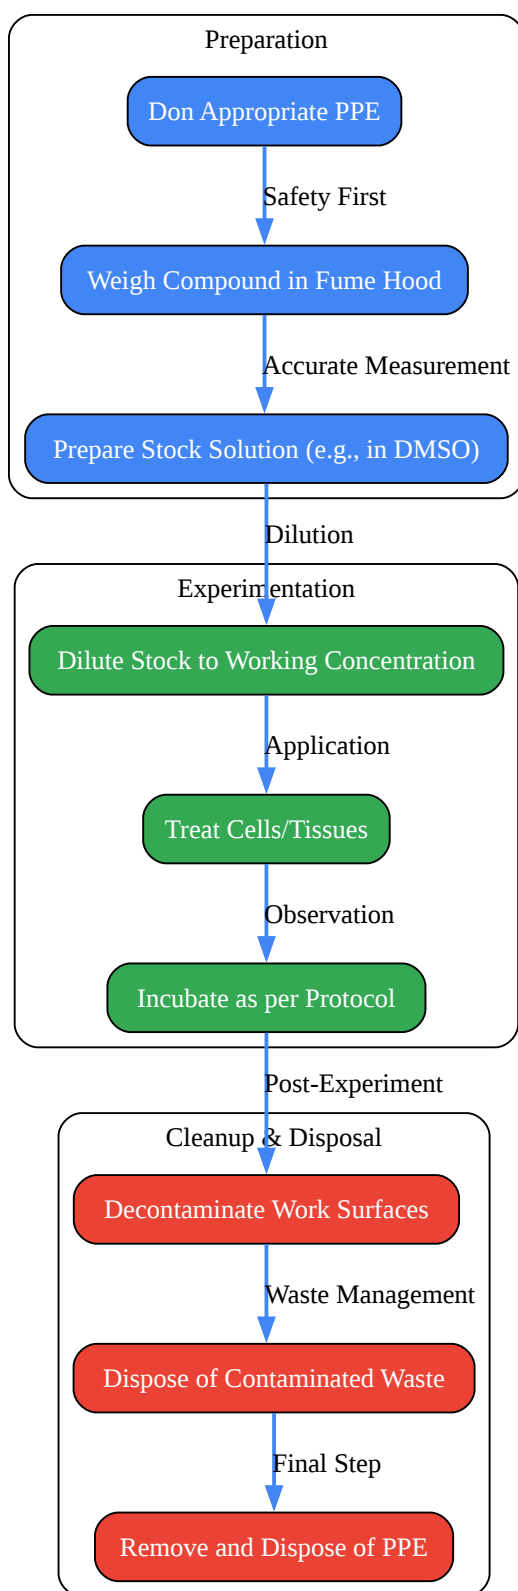 Preparation
Don Appropriate PPE
Safety First
Weigh Compound in Fume Hood
Accurate Measurement
Prepare Stock Solution (e.g., in DMSO)
Dilution
Experimentation
Dilute Stock to Working Concentration
Application
Treat Cells/Tissues
Observation
Incubate as per Protocol
Post-Experiment
Cleanup & Disposal
Decontaminate Work Surfaces
Waste Management
Dispose of Contaminated Waste
Final Step
Remove and Dispose of PPE